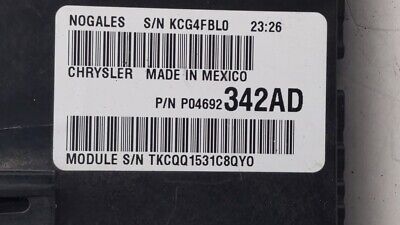 NOGALES S/N KCG4FBL0 23:26
CHRYSLER MADE IN MEXICO
P/N P04692342AD
MODULE S/N TKCQQ1531C8QY0